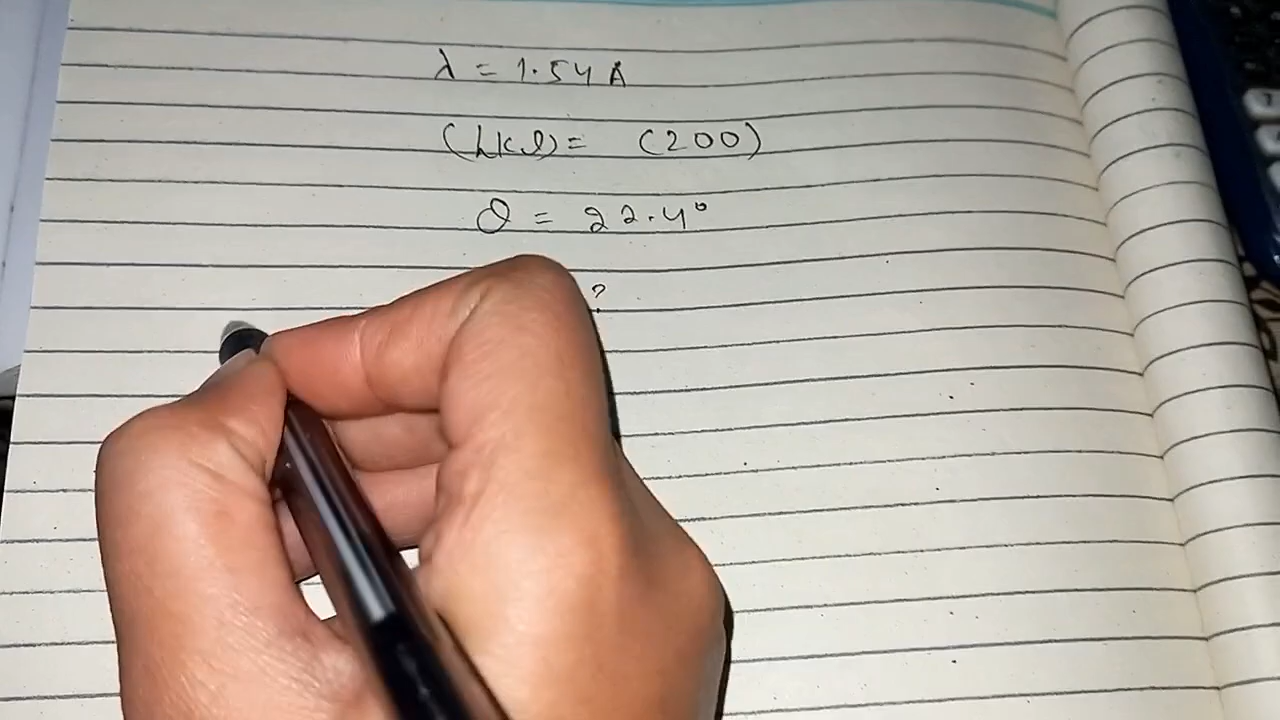 λ = 1.54 Å
(hkl) = (200)
θ = 22.4°
?